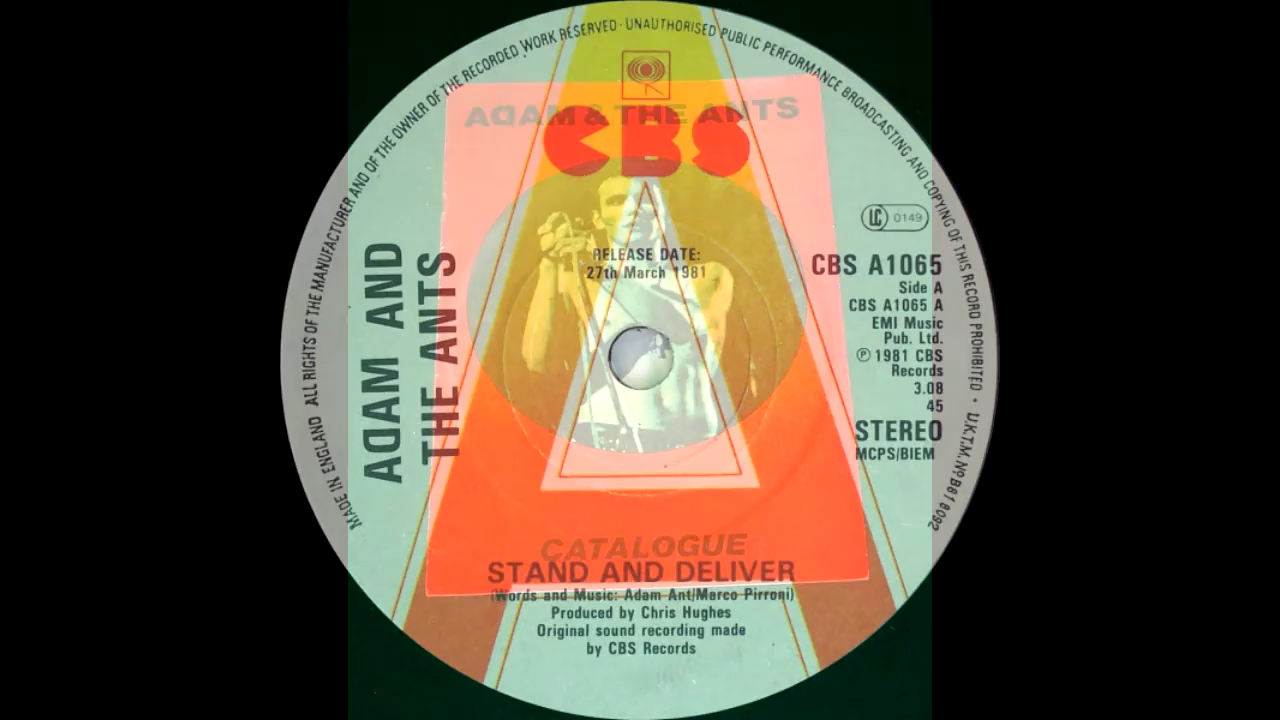 MADE IN ENGLAND ALL RIGHTS OF THE MANUFACTURER AND OF THE OWNER OF THE RECORDED WORK RESERVED · UNAUTHORISED PUBLIC PERFORMANCE BROADCASTING AND COPYING OF THIS RECORD PROHIBITED • U.K.T.M. Nº B618092
ADAM & THE ANTS
CBS
RELEASE DATE:
27th March 1981
ADAM AND
THE ANTS
LC 0149
CBS A1065
Side A
CBS A1065 A
EMI Music
Pub. Ltd.
℗ 1981 CBS
Records
3.08
45
STEREO
MCPS/BIEM
CATALOGUE
STAND AND DELIVER
(Words and Music: Adam Ant/Marco Pirroni)
Produced by Chris Hughes
Original sound recording made
by CBS Records